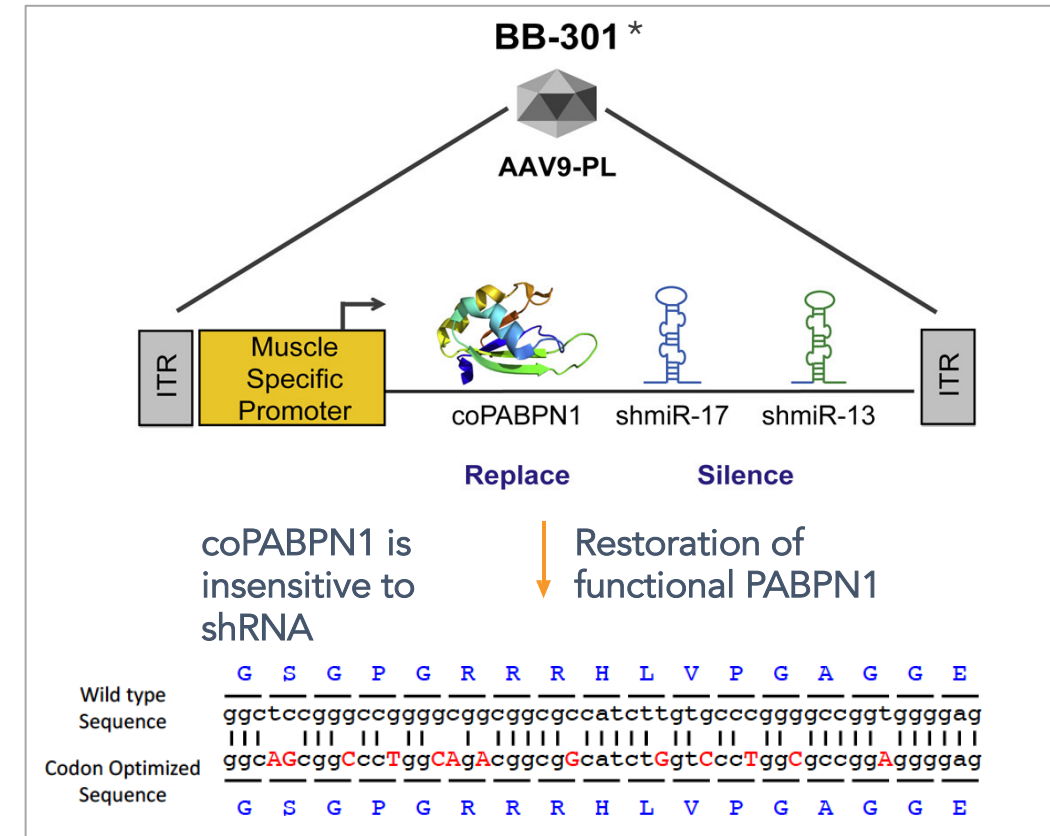 BB-301 *
AAV9-PL
ITR
Muscle
Specific
Promoter
coPABPN1
shmiR-17
shmiR-13
ITR
Replace
Silence
coPABPN1 is
insensitive to
shRNA
Restoration of
functional PABPN1
G S G P G R R R H L V P G A G G E
Wild type
Sequence
ggctccgggccggggcggcggcgccatcttgtgcccggggccggtggggag
Codon Optimized
Sequence
ggcAGcggCccTggCAgAcggcgGcatctGgtCccTggCgccggAggggag
G S G P G R R R H L V P G A G G E